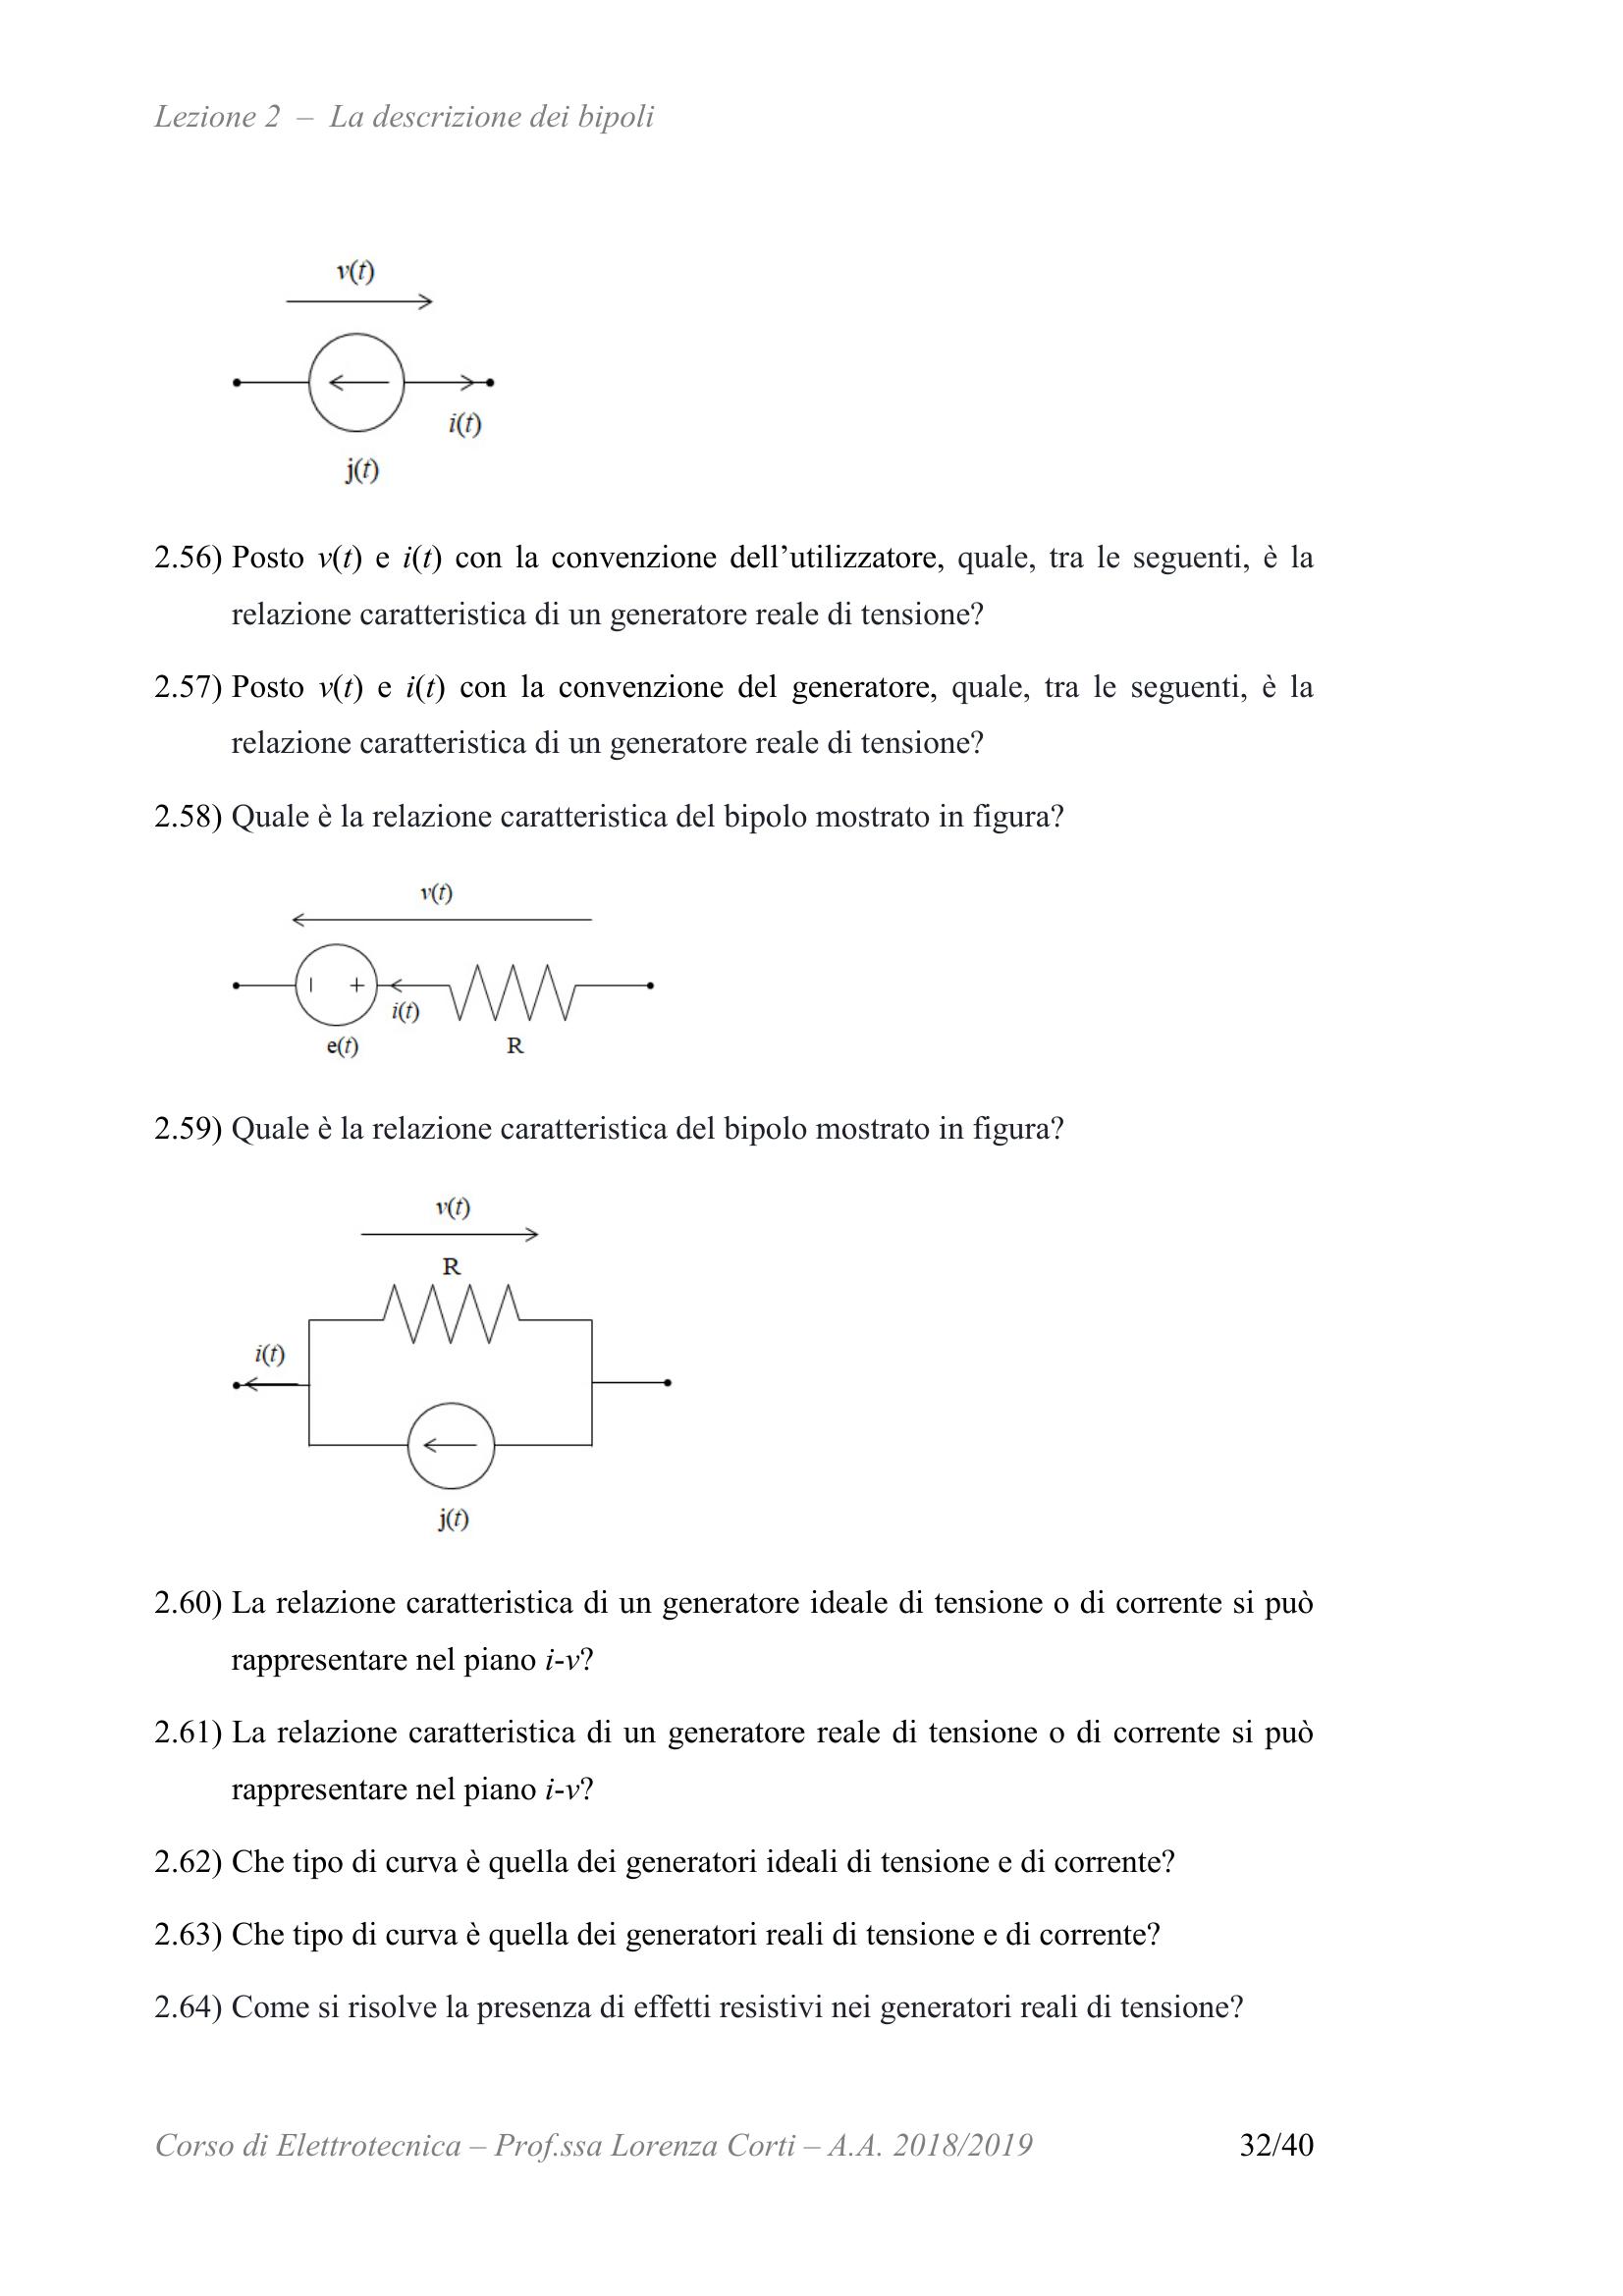 Lezione 2 – La descrizione dei bipoli
v(t)
i(t)
j(t)
2.56) Posto v(t) e i(t) con la convenzione dell’utilizzatore, quale, tra le seguenti, è la
relazione caratteristica di un generatore reale di tensione?
2.57) Posto v(t) e i(t) con la convenzione del generatore, quale, tra le seguenti, è la
relazione caratteristica di un generatore reale di tensione?
2.58) Quale è la relazione caratteristica del bipolo mostrato in figura?
v(t)
i(t)
e(t) R
2.59) Quale è la relazione caratteristica del bipolo mostrato in figura?
v(t)
R
i(t)
j(t)
2.60) La relazione caratteristica di un generatore ideale di tensione o di corrente si può
rappresentare nel piano i-v?
2.61) La relazione caratteristica di un generatore reale di tensione o di corrente si può
rappresentare nel piano i-v?
2.62) Che tipo di curva è quella dei generatori ideali di tensione e di corrente?
2.63) Che tipo di curva è quella dei generatori reali di tensione e di corrente?
2.64) Come si risolve la presenza di effetti resistivi nei generatori reali di tensione?
Corso di Elettrotecnica – Prof.ssa Lorenza Corti – A.A. 2018/2019 32/40